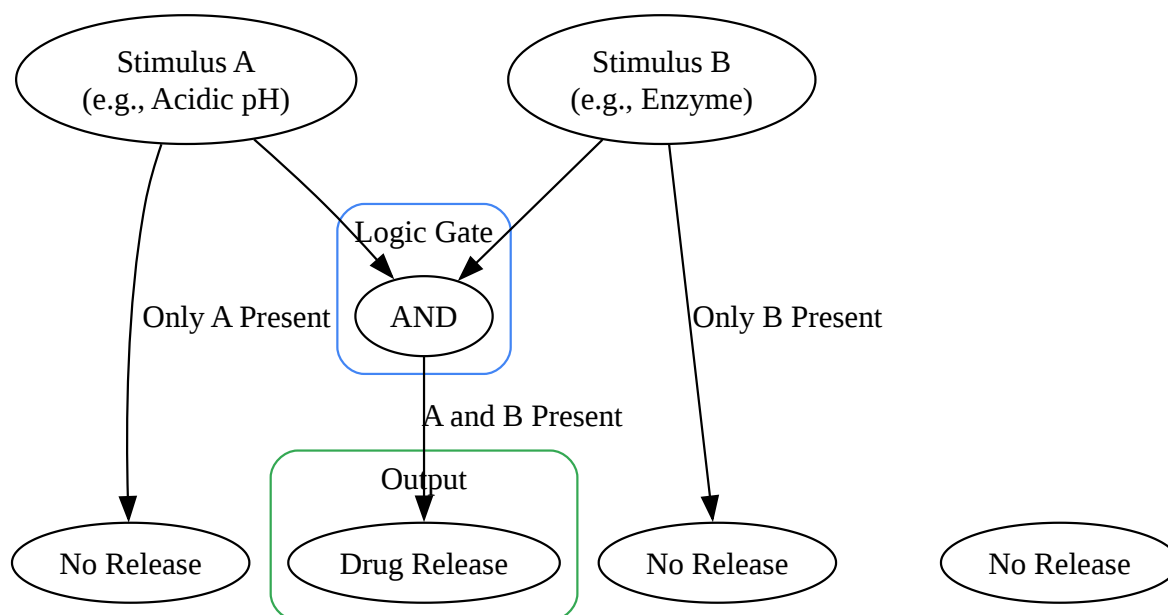 Stimulus A
(e.g., Acidic pH)
Stimulus B
(e.g., Enzyme)
Logic Gate
AND
Only A Present
Only B Present
A and B Present
Output
No Release
Drug Release
No Release
No Release